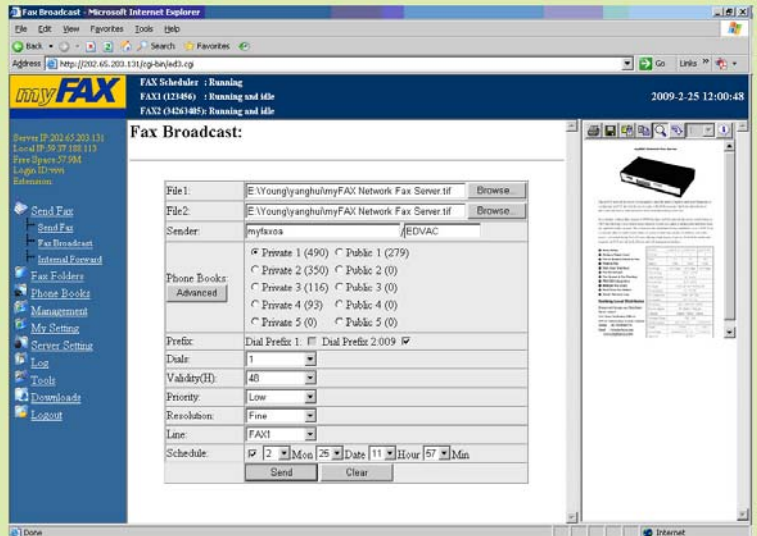 Fax Broadcast - Microsoft Internet Explorer
File Edit View Favorites Tools Help
Back Search Favorites
Address http://202.65.203.131/cgi-bin/ad3.cgi Go Links »
myFAX
FAX Scheduler : Running
FAX1 (123456) : Running and idle
FAX2 (34263485): Running and idle
2009-2-25 12:00:48
Server IP:202.65.203.131
Local IP:59.37.188.113
Free Space:57.9M
Login ID:vivi
Extension:
Send Fax
Send Fax
Fax Broadcast
Internal Forward
Fax Folders
Phone Books
Management
My Setting
Server Setting
Log
Tools
Downloads
Logout
Fax Broadcast:
File1: E:\Young\yanghui\myFAX Network Fax Server.tif Browse...
File2: E:\Young\yanghui\myFAX Network Fax Server.tif Browse...
Sender: myfaxoa /EDVAC
Phone Books:
Advanced
Private 1 (490) Public 1 (279)
Private 2 (350) Public 2 (0)
Private 3 (116) Public 3 (0)
Private 4 (93) Public 4 (0)
Private 5 (0) Public 5 (0)
Prefix: Dial Prefix 1: Dial Prefix 2:009
Dials: 1
Validity(H): 48
Priority: Low
Resolution: Fine
Line: FAX1
Schedule: 2 Mon 25 Date 11 Hour 57 Min
Send Clear
myFAX Network Fax Server
Done
Internet